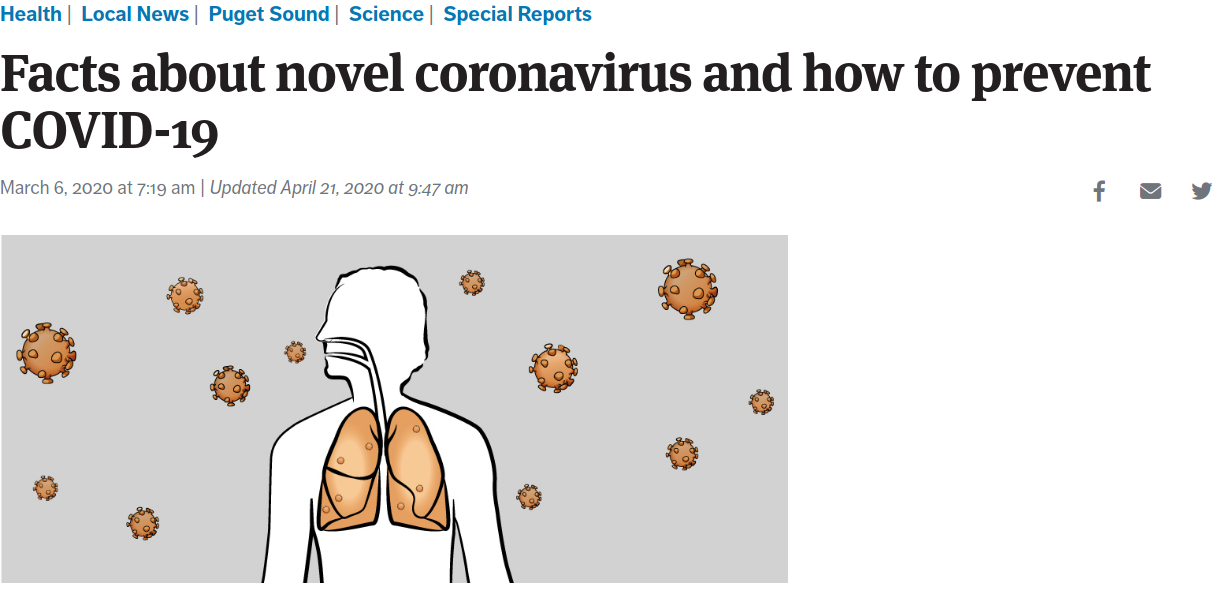 Health | Local News | Puget Sound | Science | Special Reports
Facts about novel coronavirus and how to prevent
COVID-19
March 6, 2020 at 7:19 am | Updated April 21, 2020 at 9:47 am